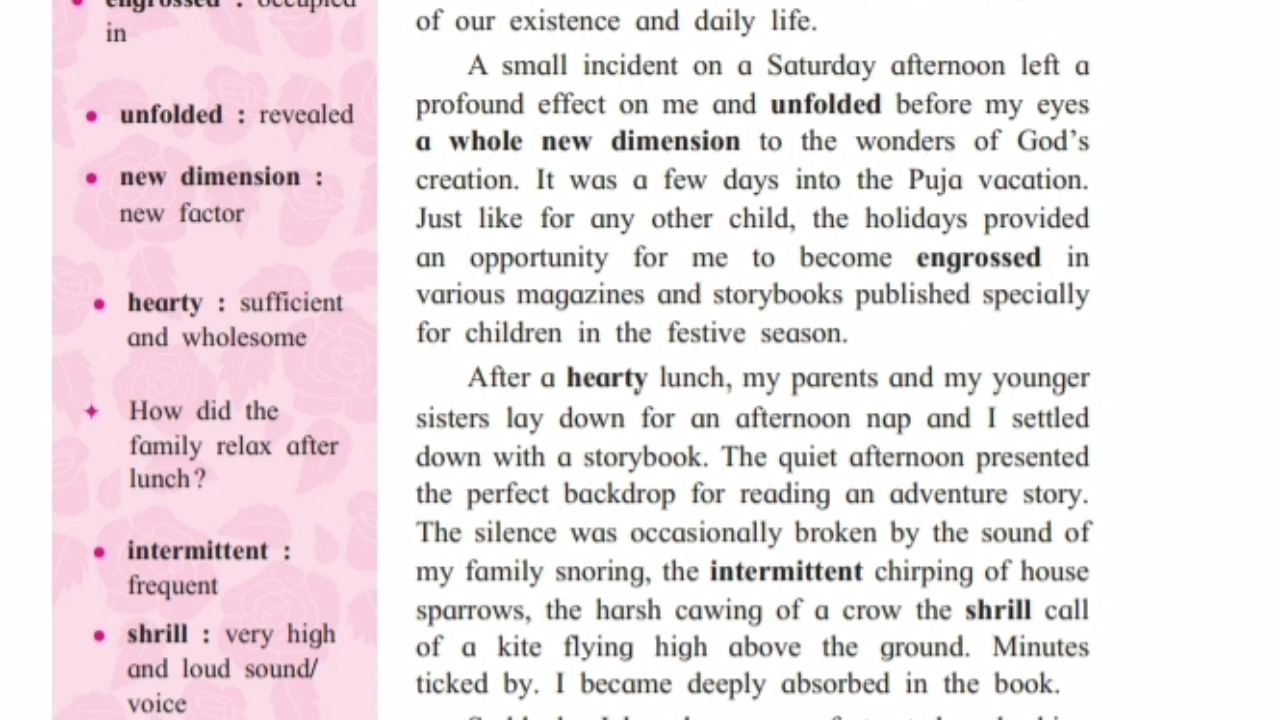 engrossed : occupied
in
unfolded : revealed
new dimension :
new factor
hearty : sufficient
and wholesome
How did the
family relax after
lunch?
intermittent :
frequent
shrill : very high
and loud sound/
voice
of our existence and daily life.
A small incident on a Saturday afternoon left a
profound effect on me and unfolded before my eyes
a whole new dimension to the wonders of God's
creation. It was a few days into the Puja vacation.
Just like for any other child, the holidays provided
an opportunity for me to become engrossed in
various magazines and storybooks published specially
for children in the festive season.
After a hearty lunch, my parents and my younger
sisters lay down for an afternoon nap and I settled
down with a storybook. The quiet afternoon presented
the perfect backdrop for reading an adventure story.
The silence was occasionally broken by the sound of
my family snoring, the intermittent chirping of house
sparrows, the harsh cawing of a crow the shrill call
of a kite flying high above the ground. Minutes
ticked by. I became deeply absorbed in the book.